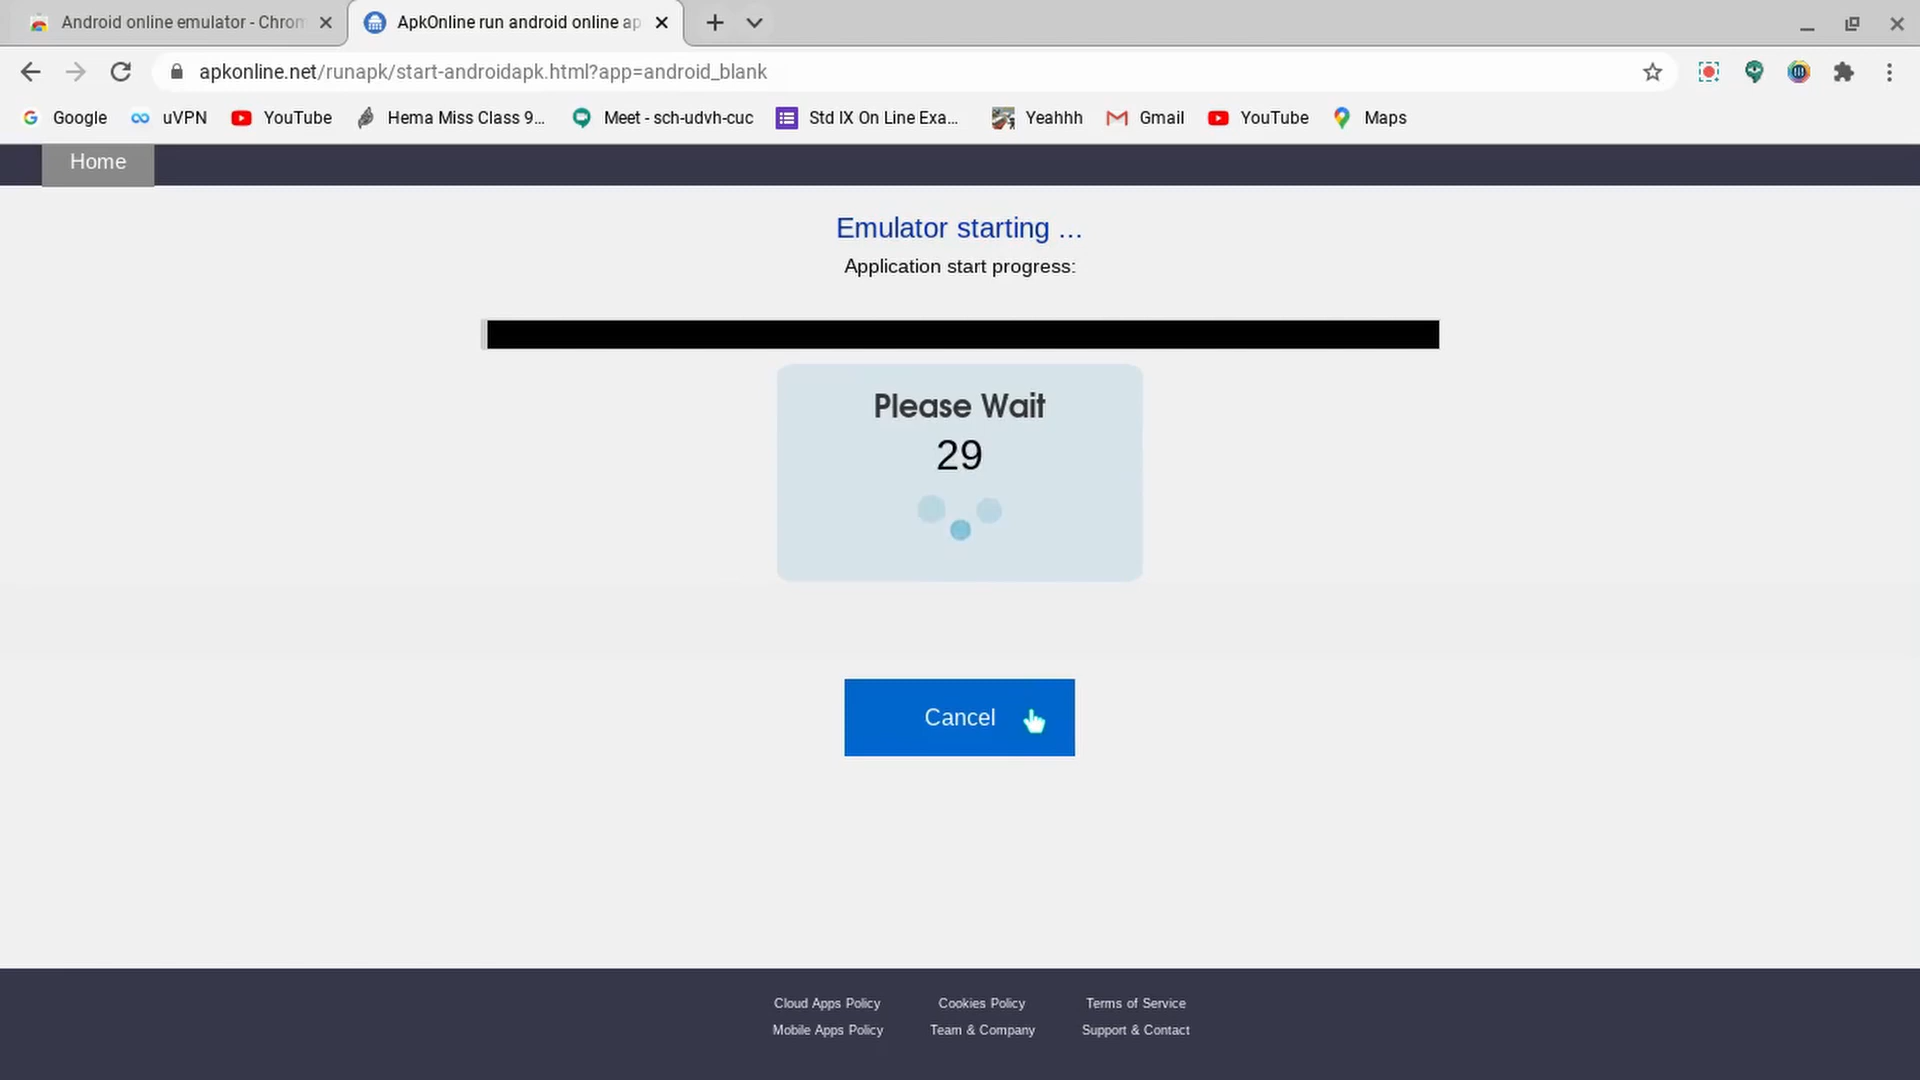 Android online emulator - Chrom
ApkOnline run android online ap
apkonline.net/runapk/start-androidapk.html?app=android_blank
Google
uVPN
YouTube
Hema Miss Class 9...
Meet - sch-udvh-cuc
Std IX On Line Exa...
Yeahhh
Gmail
YouTube
Maps
Home
Emulator starting ...
Application start progress:
Please Wait
29
Cancel
Cloud Apps Policy
Cookies Policy
Terms of Service
Mobile Apps Policy
Team & Company
Support & Contact